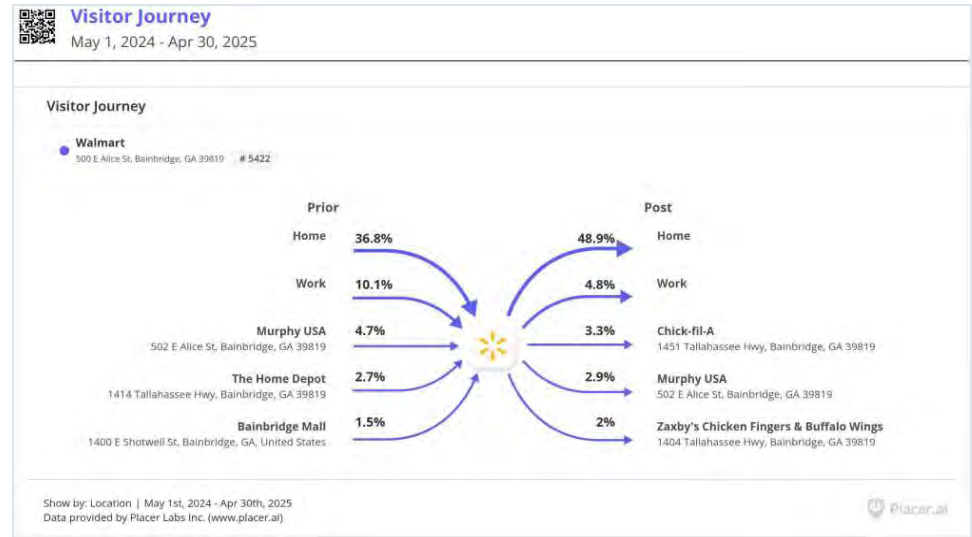 Visitor Journey
May 1, 2024 - Apr 30, 2025
Visitor Journey
Walmart
500 E Alice St, Bainbridge, GA 39819 # 5422
Prior
Post
Home 36.8%
48.9% Home
Work 10.1%
4.8% Work
Murphy USA 4.7%
502 E Alice St, Bainbridge, GA 39819
3.3% Chick-fil-A
1451 Tallahassee Hwy, Bainbridge, GA 39819
The Home Depot 2.7%
1414 Tallahassee Hwy, Bainbridge, GA 39819
2.9% Murphy USA
502 E Alice St, Bainbridge, GA 39819
Bainbridge Mall 1.5%
1400 E Shotwell St, Bainbridge, GA, United States
2% Zaxby's Chicken Fingers & Buffalo Wings
1404 Tallahassee Hwy, Bainbridge, GA 39819
Show by: Location | May 1st, 2024 - Apr 30th, 2025
Data provided by Placer Labs Inc. (www.placer.ai)
Placer.ai